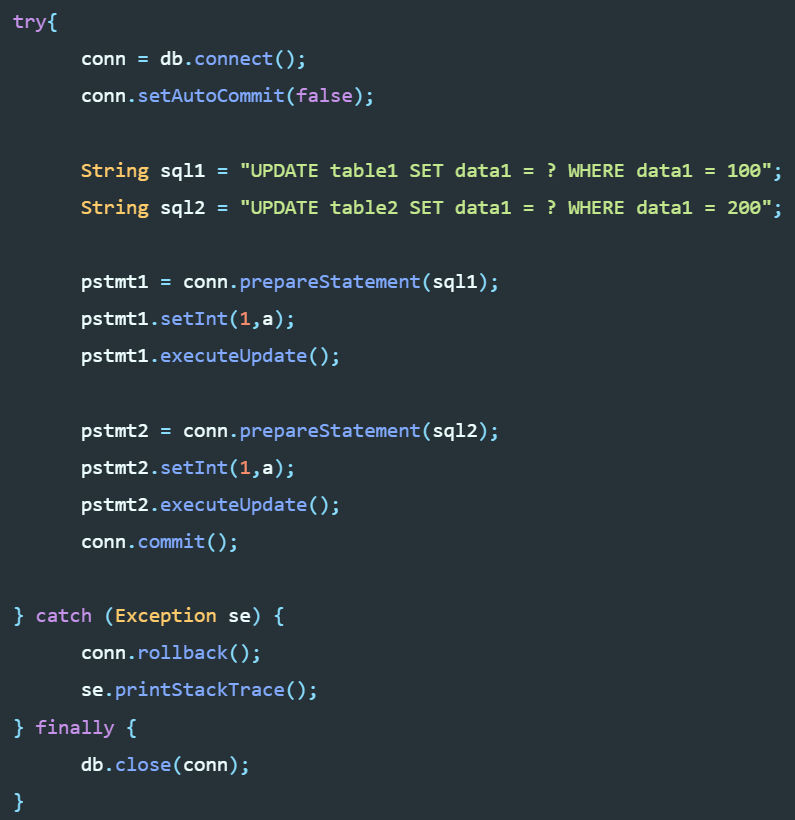 try{
conn = db.connect();
conn.setAutoCommit(false);
String sql1 = "UPDATE table1 SET data1 = ? WHERE data1 = 100";
String sql2 = "UPDATE table2 SET data1 = ? WHERE data1 = 200";
pstmt1 = conn.prepareStatement(sql1);
pstmt1.setInt(1,a);
pstmt1.executeUpdate();
pstmt2 = conn.prepareStatement(sql2);
pstmt2.setInt(1,a);
pstmt2.executeUpdate();
conn.commit();
} catch (Exception se) {
conn.rollback();
se.printStackTrace();
} finally {
db.close(conn);
}